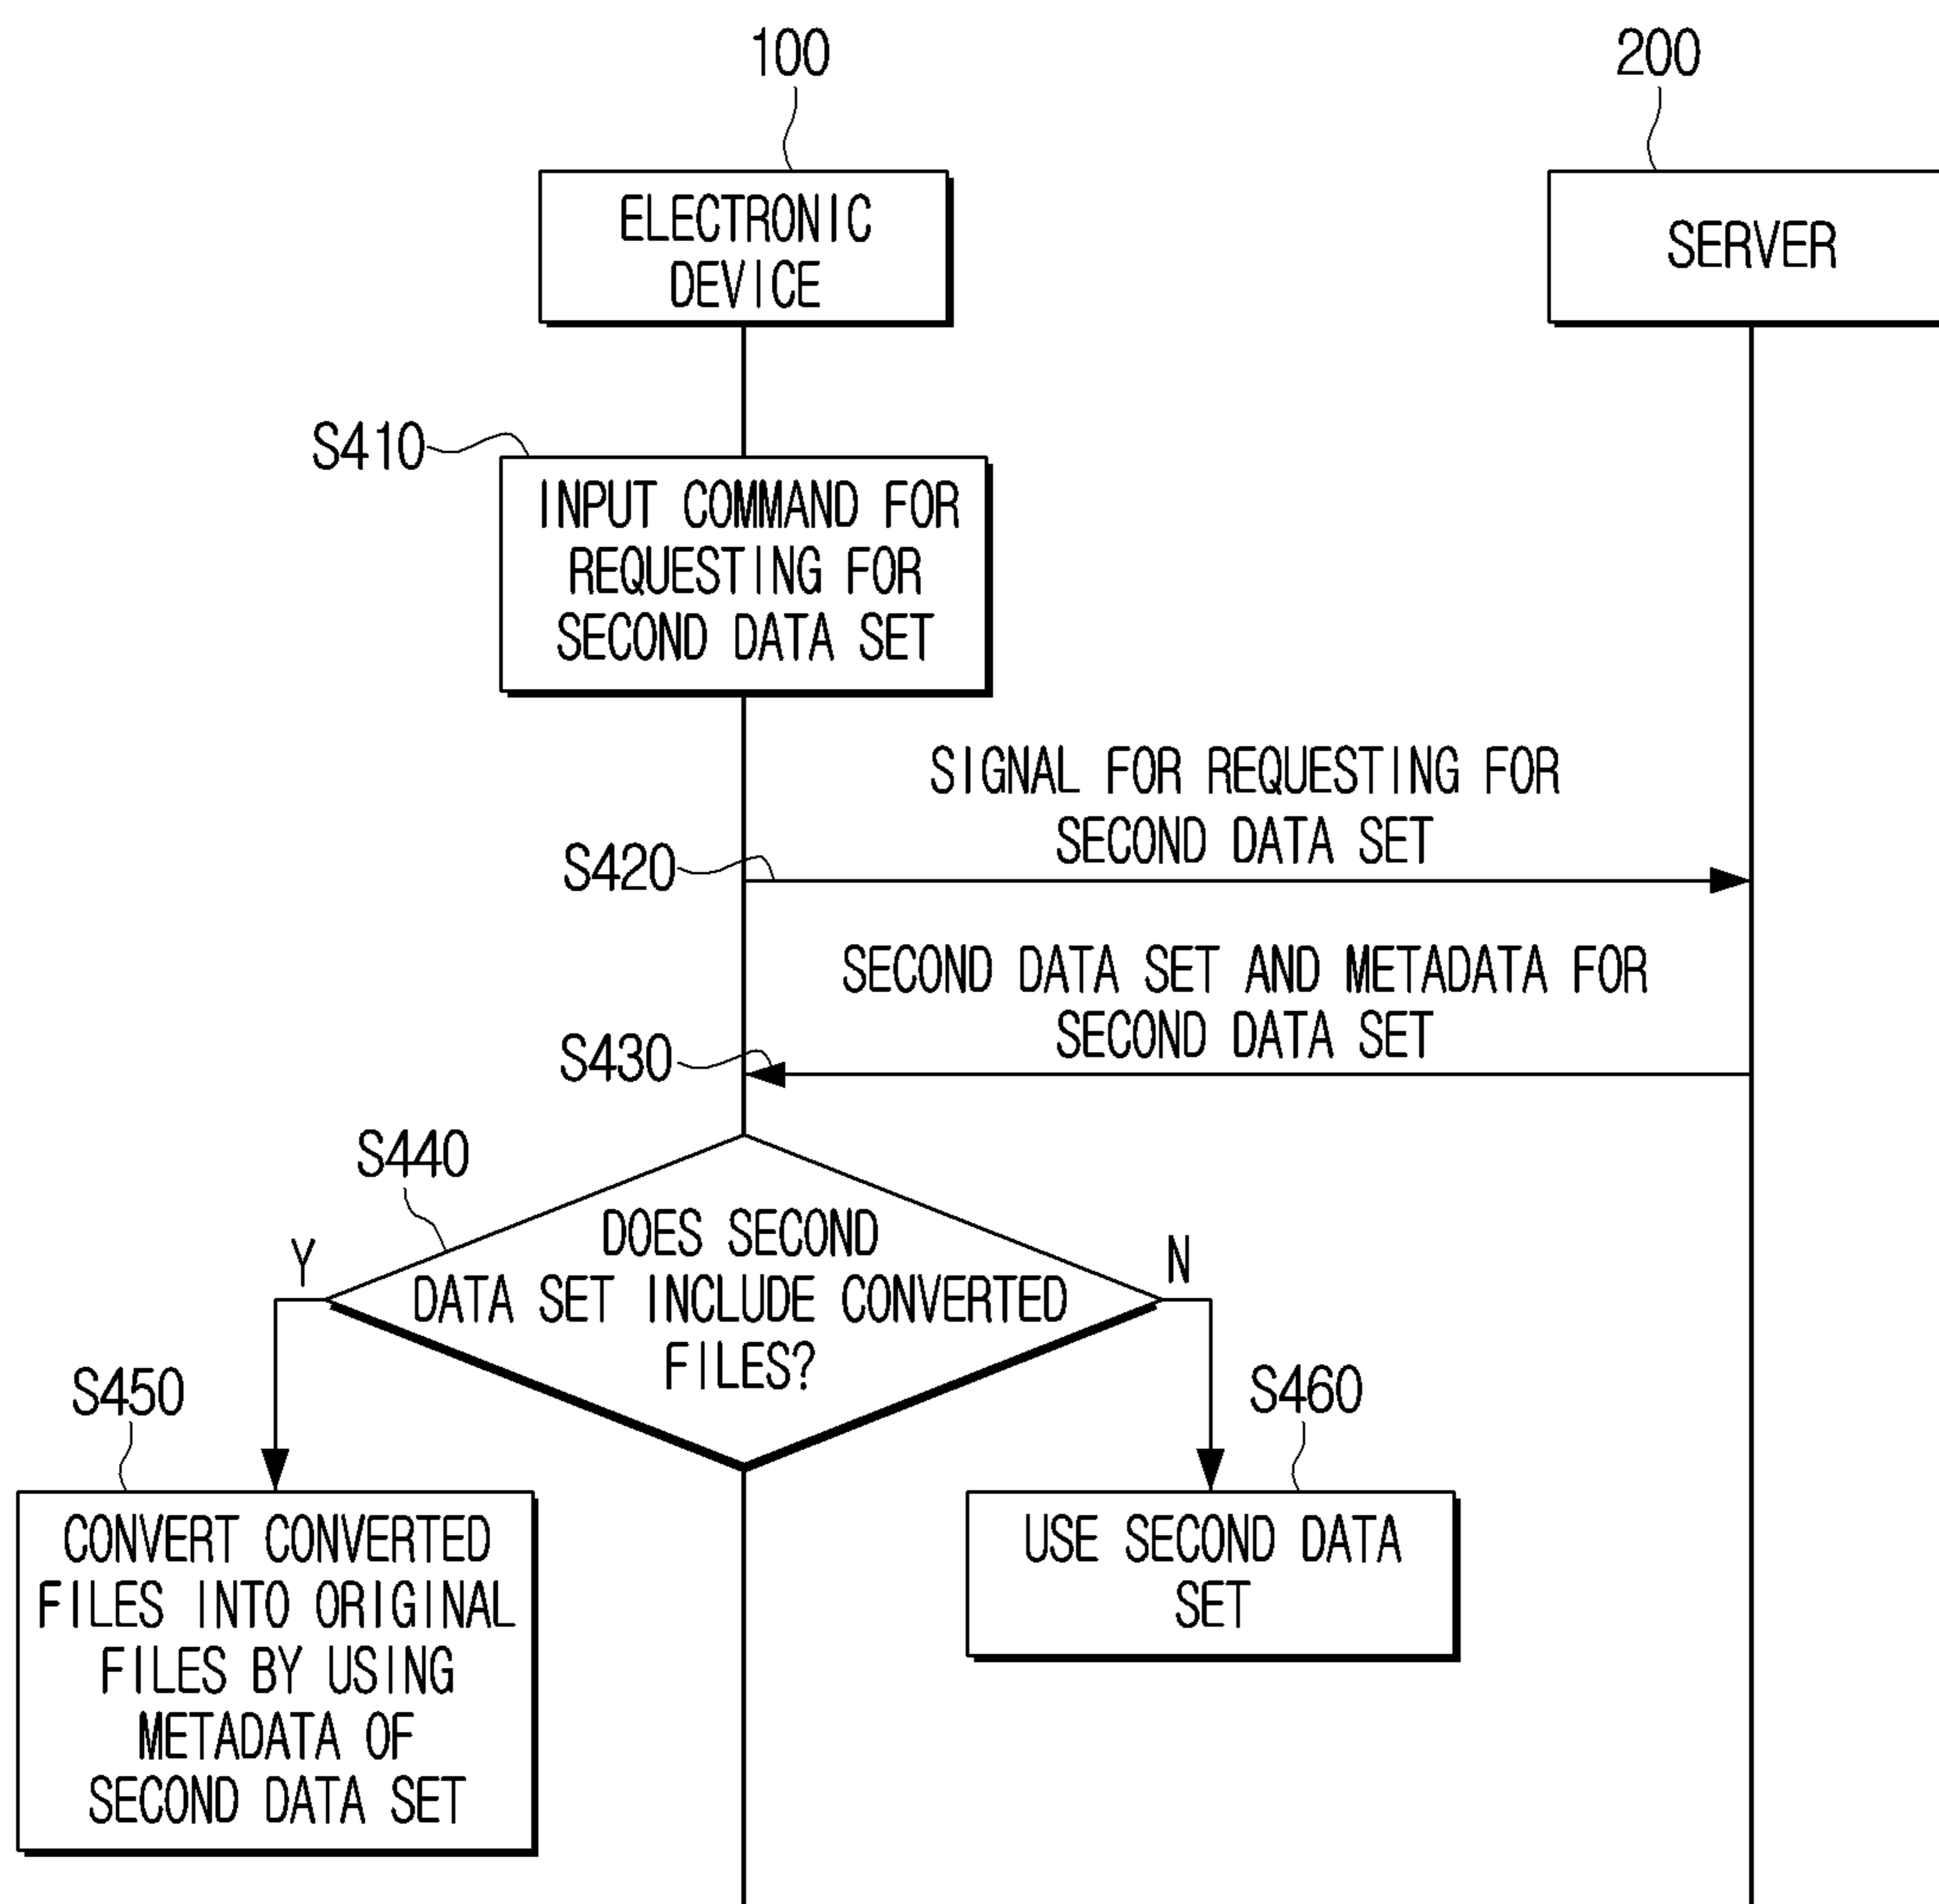 100
200
ELECTRONIC
DEVICE
SERVER
S410
INPUT COMMAND FOR
REQUESTING FOR
SECOND DATA SET
SIGNAL FOR REQUESTING FOR
SECOND DATA SET
S420
SECOND DATA SET AND METADATA FOR
SECOND DATA SET
S430
S440
DOES SECOND
DATA SET INCLUDE CONVERTED
FILES?
Y
N
S450
S460
CONVERT CONVERTED
FILES INTO ORIGINAL
FILES BY USING
METADATA OF
SECOND DATA SET
USE SECOND DATA
SET